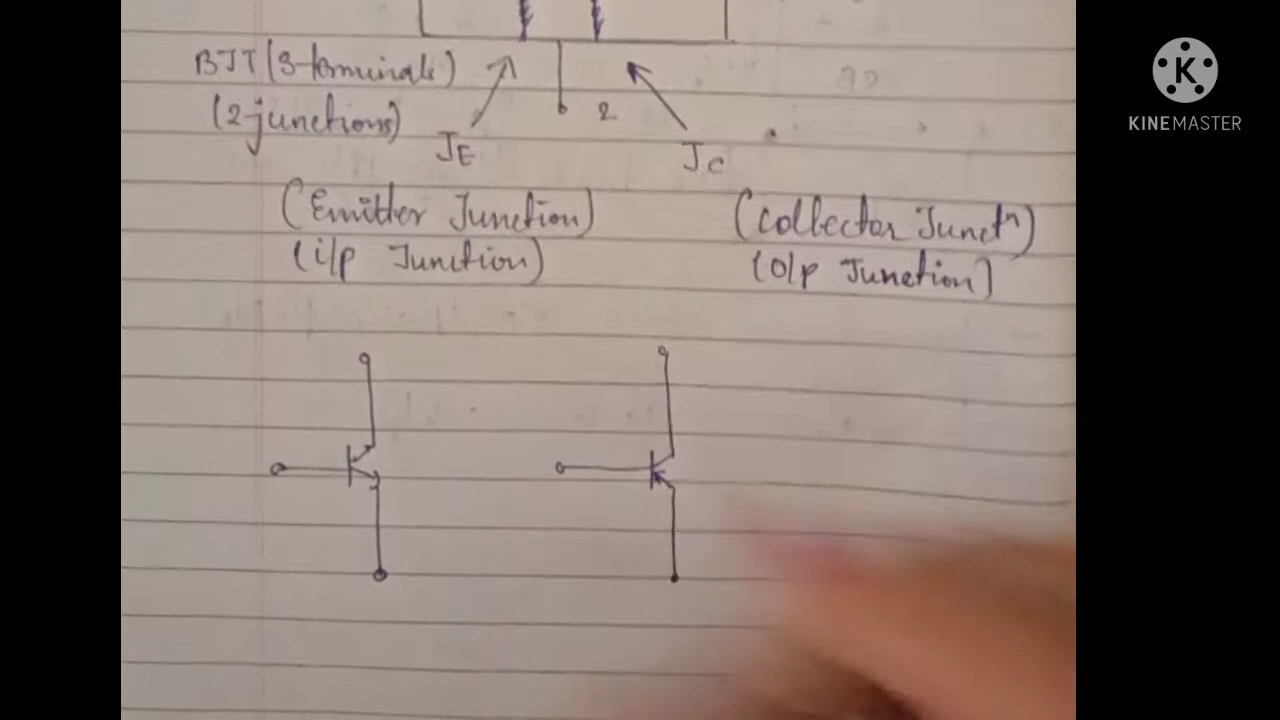 BJT (3-terminals)
(2-junctions)
2
JE
JC
(Emitter Junction)
(i/p Junction)
(Collector Junctn)
(O/p Junction)
K
KINEMASTER